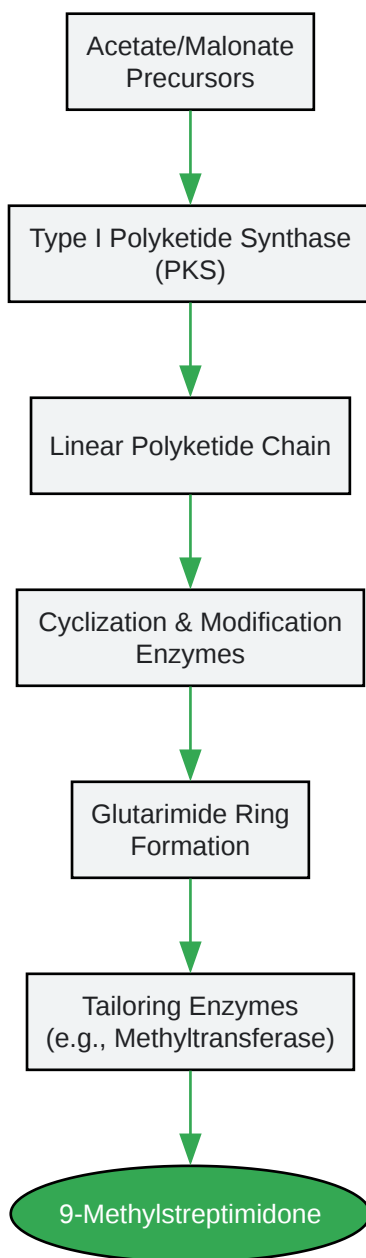 Acetate/Malonate
Precursors
Type I Polyketide Synthase
(PKS)
Linear Polyketide Chain
Cyclization & Modification
Enzymes
Glutarimide Ring
Formation
Tailoring Enzymes
(e.g., Methyltransferase)
9-Methylstreptimidone